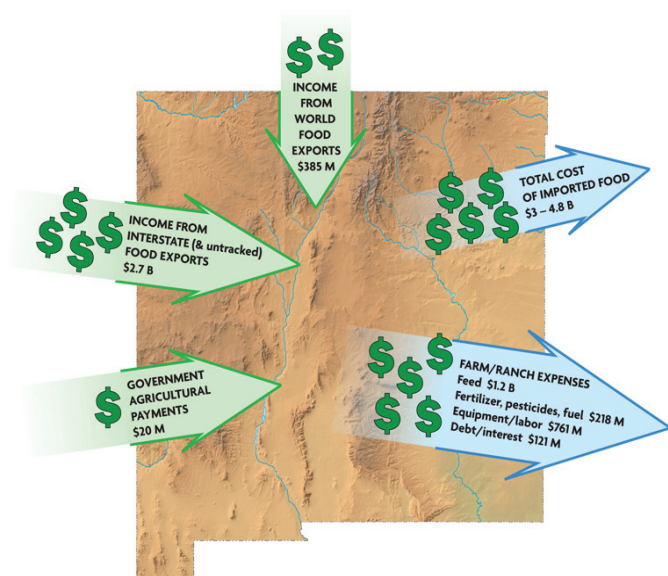 $ $
INCOME
FROM
WORLD
FOOD
EXPORTS
$385 M
$ $ $ $
INCOME FROM
INTERSTATE (& untracked)
FOOD EXPORTS
$2.7 B
$
GOVERNMENT
AGRICULTURAL
PAYMENTS
$20 M
$ $ $ $ $
TOTAL COST
OF IMPORTED FOOD
$3 – 4.8 B
$ $ $ $ $
FARM/RANCH EXPENSES
Feed $1.2 B
Fertilizer, pesticides, fuel $218 M
Equipment/labor $761 M
Debt/interest $121 M